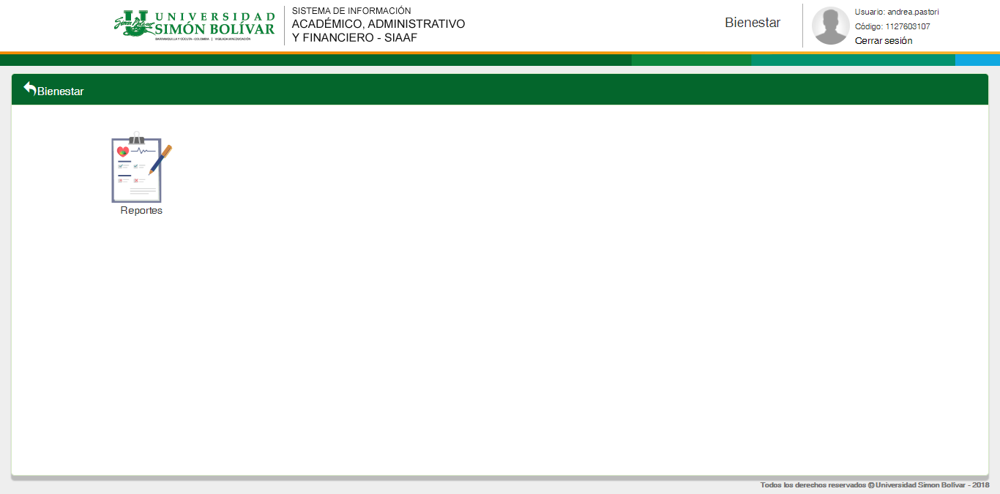 UNIVERSIDAD
SIMÓN BOLÍVAR
BARRANQUILLA Y CÚCUTA - COLOMBIA | VIGILADA MINEDUCACIÓN
SISTEMA DE INFORMACIÓN
ACADÉMICO, ADMINISTRATIVO
Y FINANCIERO - SIAAF
Bienestar
Usuario: andrea.pastori
Código: 1127603107
Cerrar sesión
Bienestar
Reportes
Todos los derechos reservados @ Universidad Simon Bolívar - 2018